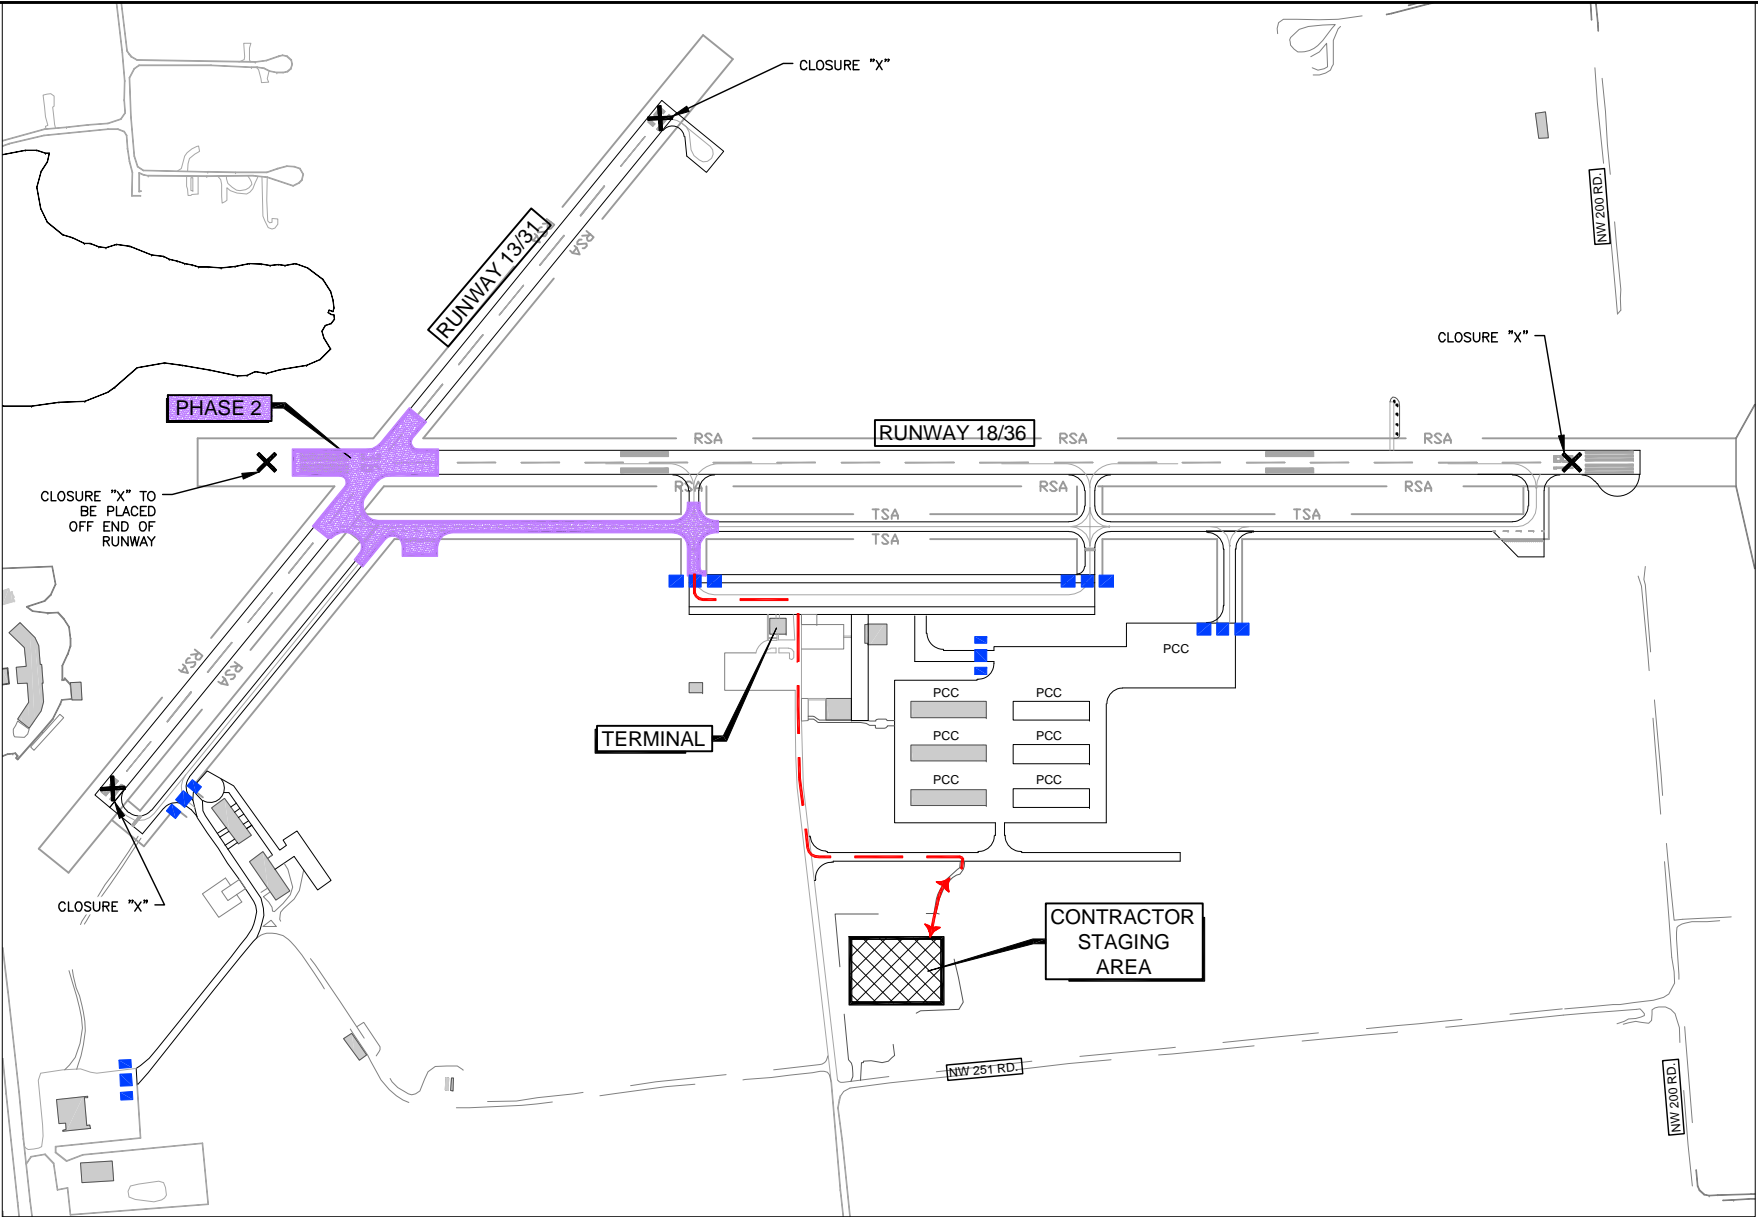 CLOSURE "X"
NW 200 RD.
RSA
RSA
RUNWAY 13/31
CLOSURE "X"
PHASE 2
RUNWAY 18/36
RSA
RSA
RSA
RSA
RSA
RSA
CLOSURE "X" TO
BE PLACED
OFF END OF
RUNWAY
TSA
TSA
TSA
RSA
RSA
PCC
PCC
PCC
TERMINAL
PCC
PCC
PCC
PCC
CLOSURE "X"
CONTRACTOR
STAGING
AREA
NW 251 RD.
NW 200 RD.